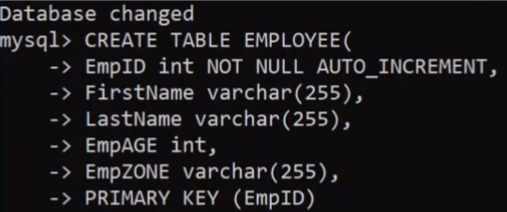 Database changed
mysql> CREATE TABLE EMPLOYEE(
    -> EmpID int NOT NULL AUTO_INCREMENT,
    -> FirstName varchar(255),
    -> LastName varchar(255),
    -> EmpAGE int,
    -> EmpZONE varchar(255),
    -> PRIMARY KEY (EmpID)